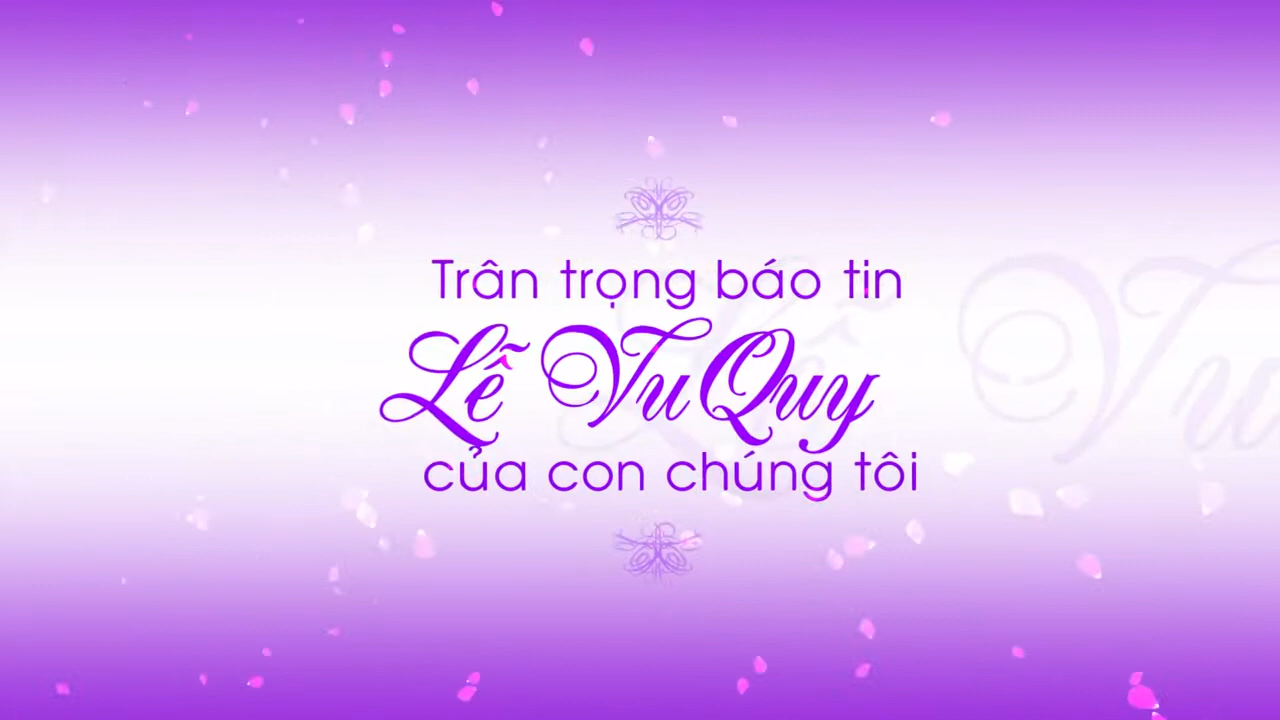 Trân trọng báo tin
Lễ Vu Quy
của con chúng tôi